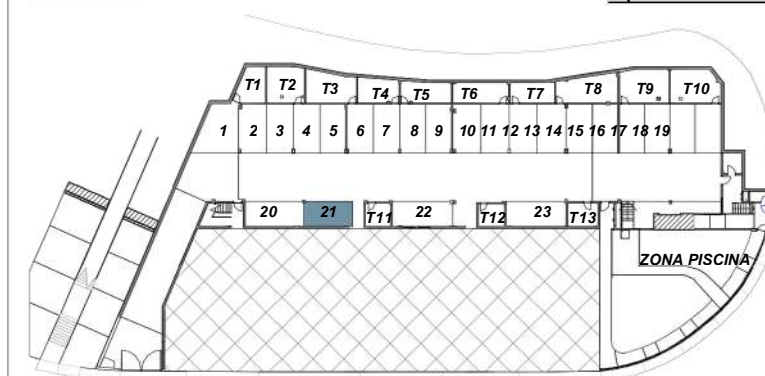 T1 T2 T3 T4 T5 T6 T7 T8 T9 T10
1 2 3 4 5 6 7 8 9 10 11 12 13 14 15 16 17 18 19
20 21 T11 22 T12 23 T13
ZONA PISCINA